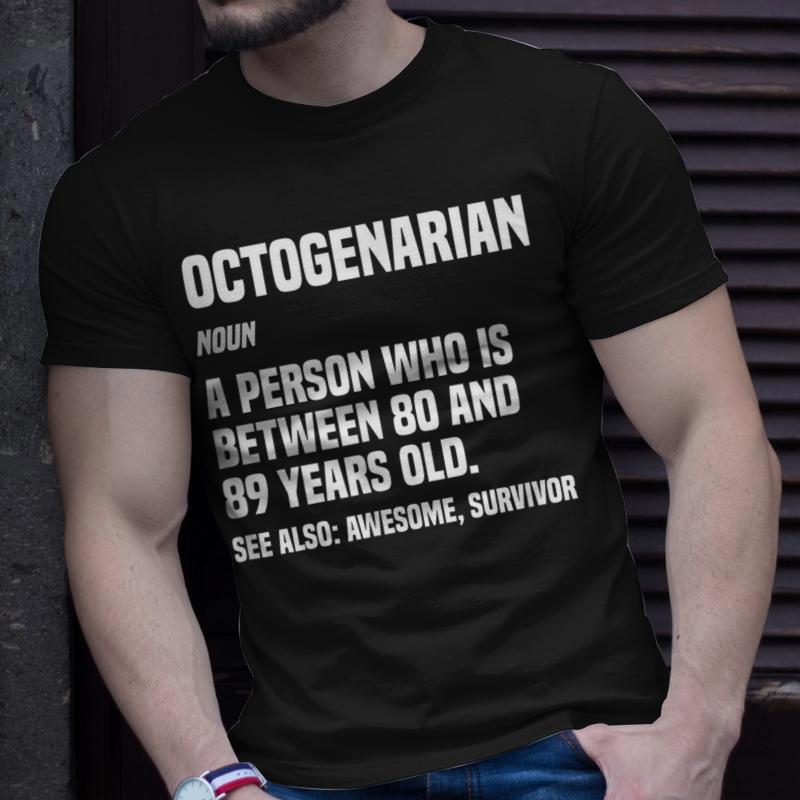 OCTOGENARIAN
NOUN
A PERSON WHO IS
BETWEEN 80 AND
89 YEARS OLD.
SEE ALSO: AWESOME, SURVIVOR